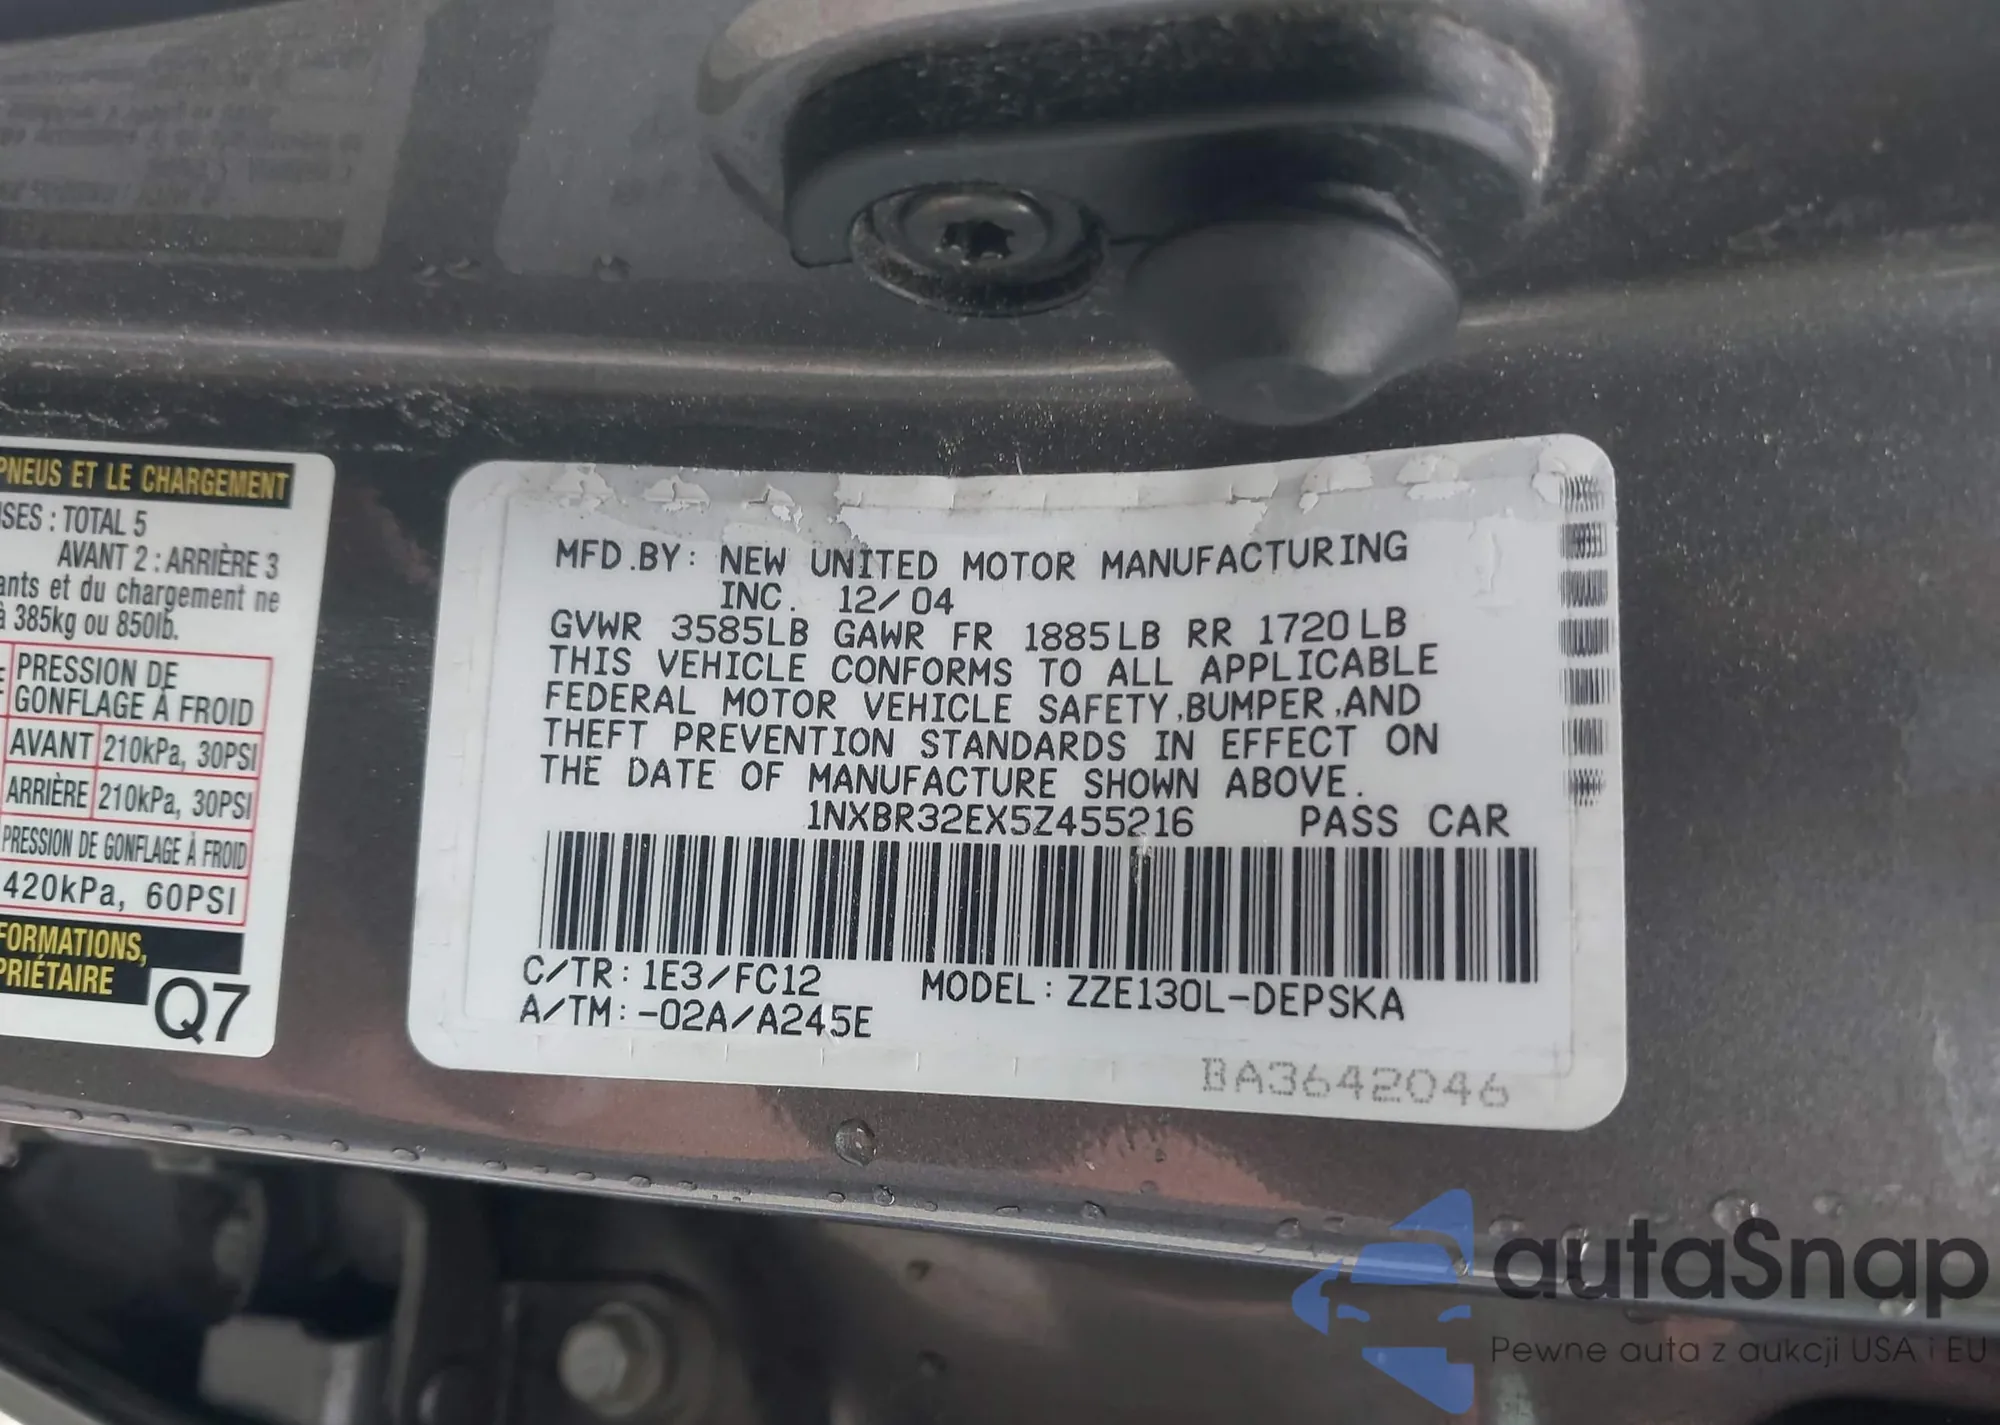 PNEUS ET LE CHARGEMENT
: TOTAL 5
AVANT 2 : ARRIÈRE 3
et du chargement ne
à 385kg ou 850lb.
PRESSION DE
GONFLAGE À FROID
AVANT 210kPa, 30PSI
ARRIÈRE 210kPa, 30PSI
PRESSION DE GONFLAGE À FROID
420kPa, 60PSI
FORMATIONS,
PRIÉTAIRE
Q7
MFD.BY: NEW UNITED MOTOR MANUFACTURING
INC. 12/04
GVWR 3585LB GAWR FR 1885LB RR 1720LB
THIS VEHICLE CONFORMS TO ALL APPLICABLE
FEDERAL MOTOR VEHICLE SAFETY,BUMPER,AND
THEFT PREVENTION STANDARDS IN EFFECT ON
THE DATE OF MANUFACTURE SHOWN ABOVE.
1NXBR32EX5Z455216 PASS CAR
C/TR: 1E3/FC12 MODEL: ZZE130L-DEPSKA
A/TM: -02A/A245E
BA3642046
autaSnap
Pewne auta z aukcji USA i EU